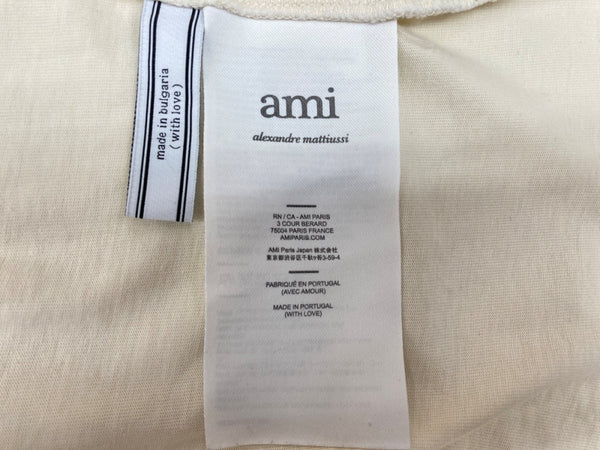 made in bulgaria
( with love )
ami
alexandre mattiussi
RN / CA - AMI PARIS
3 COUR BERARD
75004 PARIS FRANCE
AMIPARIS.COM
AMI Paris Japan 株式会社
東京都渋谷区千駄ヶ谷3-59-4
FABRIQUÉ EN PORTUGAL
(AVEC AMOUR)
MADE IN PORTUGAL
(WITH LOVE)